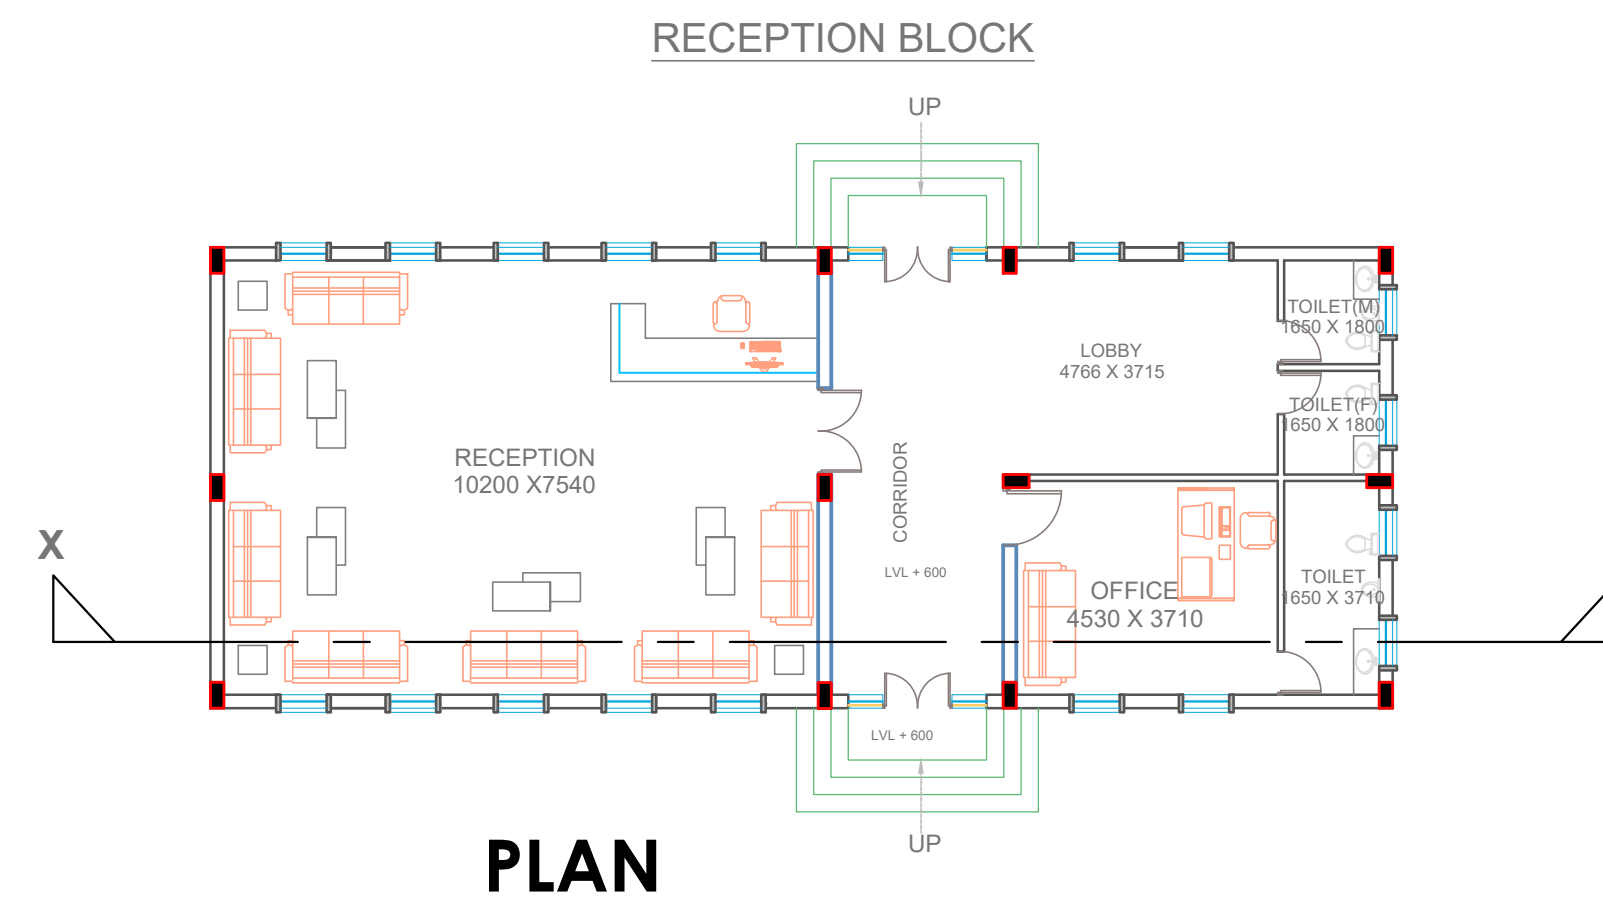 RECEPTION BLOCK
UP
TOILET(M)
1650 X 1800
LOBBY
4766 X 3715
TOILET(F)
1650 X 1800
RECEPTION
10200 X7540
CORRIDOR
X
LVL + 600
OFFICE
4530 X 3710
TOILET
1650 X 3710
LVL + 600
UP
PLAN